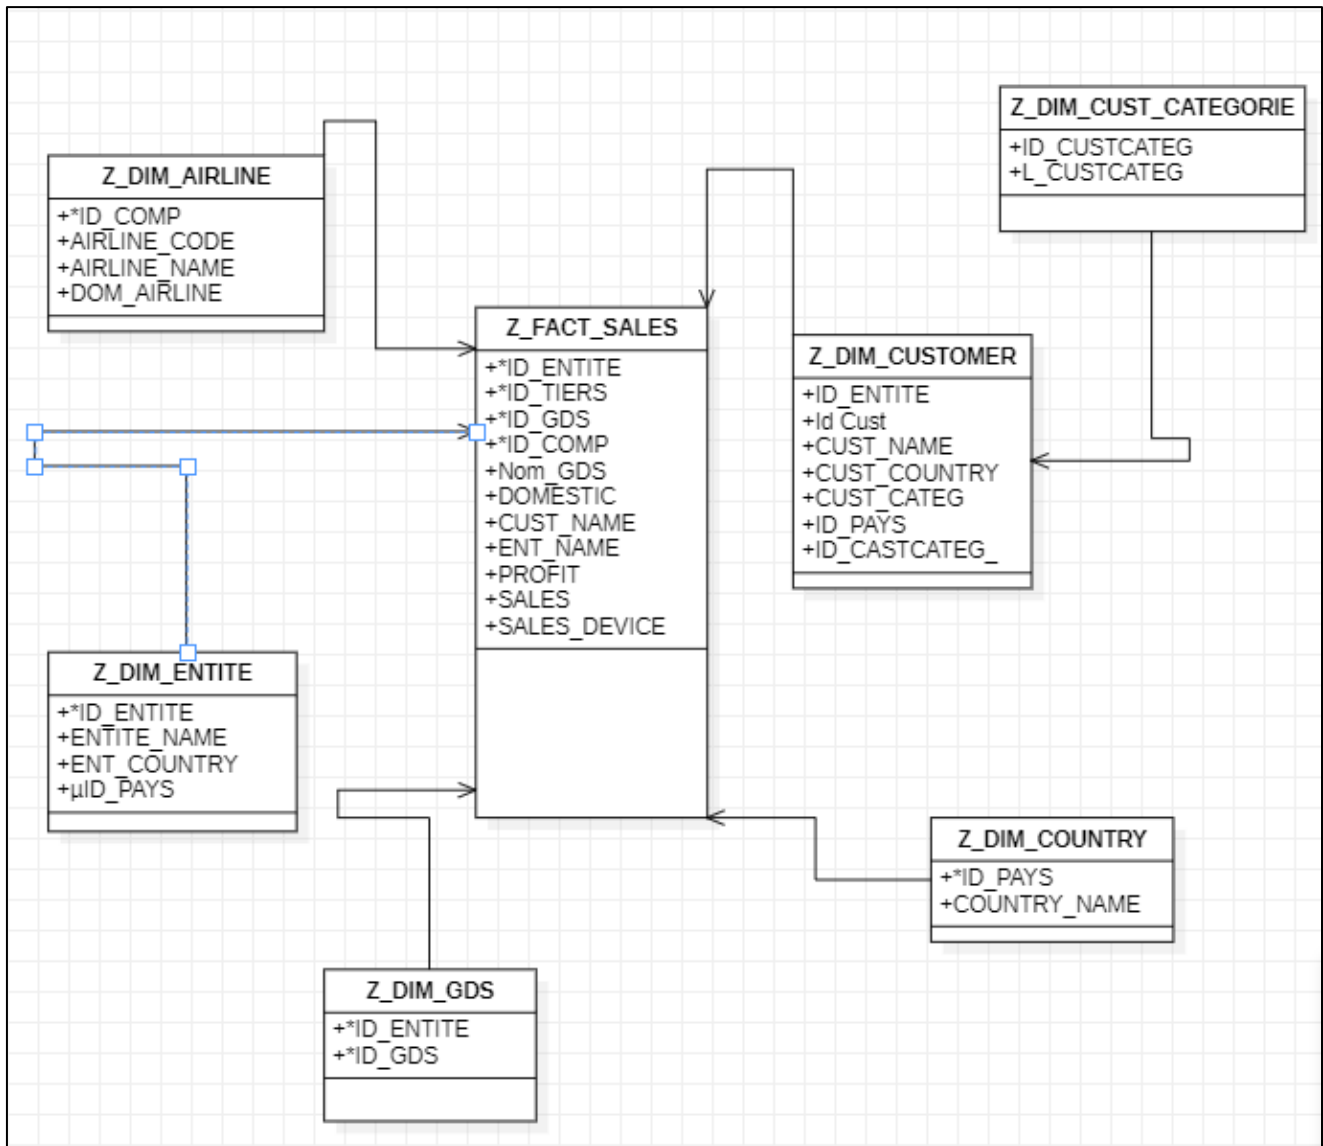 Z_DIM_AIRLINE
+*ID_COMP
+AIRLINE_CODE
+AIRLINE_NAME
+DOM_AIRLINE
Z_DIM_CUST_CATEGORIE
+ID_CUSTCATEG
+L_CUSTCATEG
Z_FACT_SALES
+*ID_ENTITE
+*ID_TIERS
+*ID_GDS
+*ID_COMP
+Nom_GDS
+DOMESTIC
+CUST_NAME
+ENT_NAME
+PROFIT
+SALES
+SALES_DEVICE
Z_DIM_CUSTOMER
+ID_ENTITE
+Id Cust
+CUST_NAME
+CUST_COUNTRY
+CUST_CATEG
+ID_PAYS
+ID_CASTCATEG_
Z_DIM_ENTITE
+*ID_ENTITE
+ENTITE_NAME
+ENT_COUNTRY
+µID_PAYS
Z_DIM_COUNTRY
+*ID_PAYS
+COUNTRY_NAME
Z_DIM_GDS
+*ID_ENTITE
+*ID_GDS